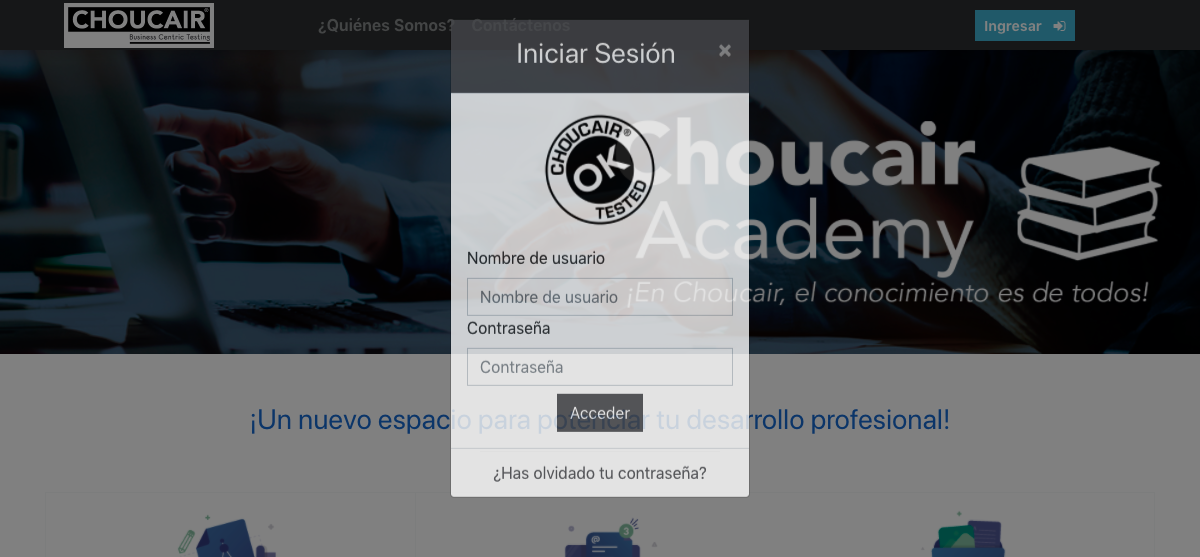 CHOUCAIR®
Business Centric Testing
¿Quiénes Somos? Contáctenos
Ingresar
Iniciar Sesión
×
CHOUCAIR®
OK
TESTED
Choucair
Academy
¡En Choucair, el conocimiento es de todos!
Nombre de usuario
Nombre de usuario
Contraseña
Contraseña
Acceder
¡Un nuevo espacio para potenciar tu desarrollo profesional!
¿Has olvidado tu contraseña?
@
3